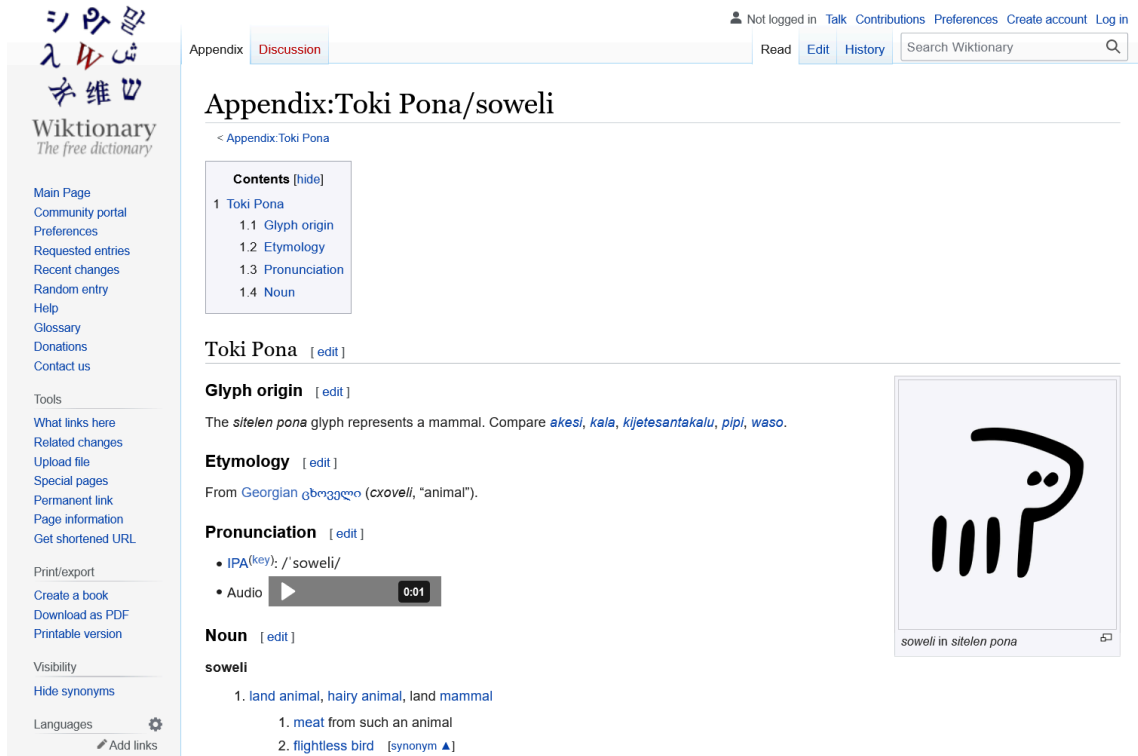 シ
Wiktionary
The free dictionary
Main Page
Community portal
Preferences
Requested entries
Recent changes
Random entry
Help
Glossary
Donations
Contact us
Tools
What links here
Related changes
Upload file
Special pages
Permanent link
Page information
Get shortened URL
Print/export
Create a book
Download as PDF
Printable version
Visibility
Hide synonyms
Languages
Add links
Not logged in Talk Contributions Preferences Create account Log in
Appendix Discussion
Read Edit History Search Wiktionary
Appendix:Toki Pona/soweli
< Appendix:Toki Pona
Contents [hide]
1 Toki Pona
1.1 Glyph origin
1.2 Etymology
1.3 Pronunciation
1.4 Noun
Toki Pona [ edit ]
Glyph origin [ edit ]
The sitelen pona glyph represents a mammal. Compare akesi, kala, kijetesantakalu, pipi, waso.
Etymology [ edit ]
From Georgian ცხოველი (cxoveli, “animal”).
Pronunciation [ edit ]
• IPA(key): /ˈsoweli/
• Audio 0:01
Noun [ edit ]
soweli
1. land animal, hairy animal, land mammal
1. meat from such an animal
2. flightless bird [synonym ▲]
soweli in sitelen pona